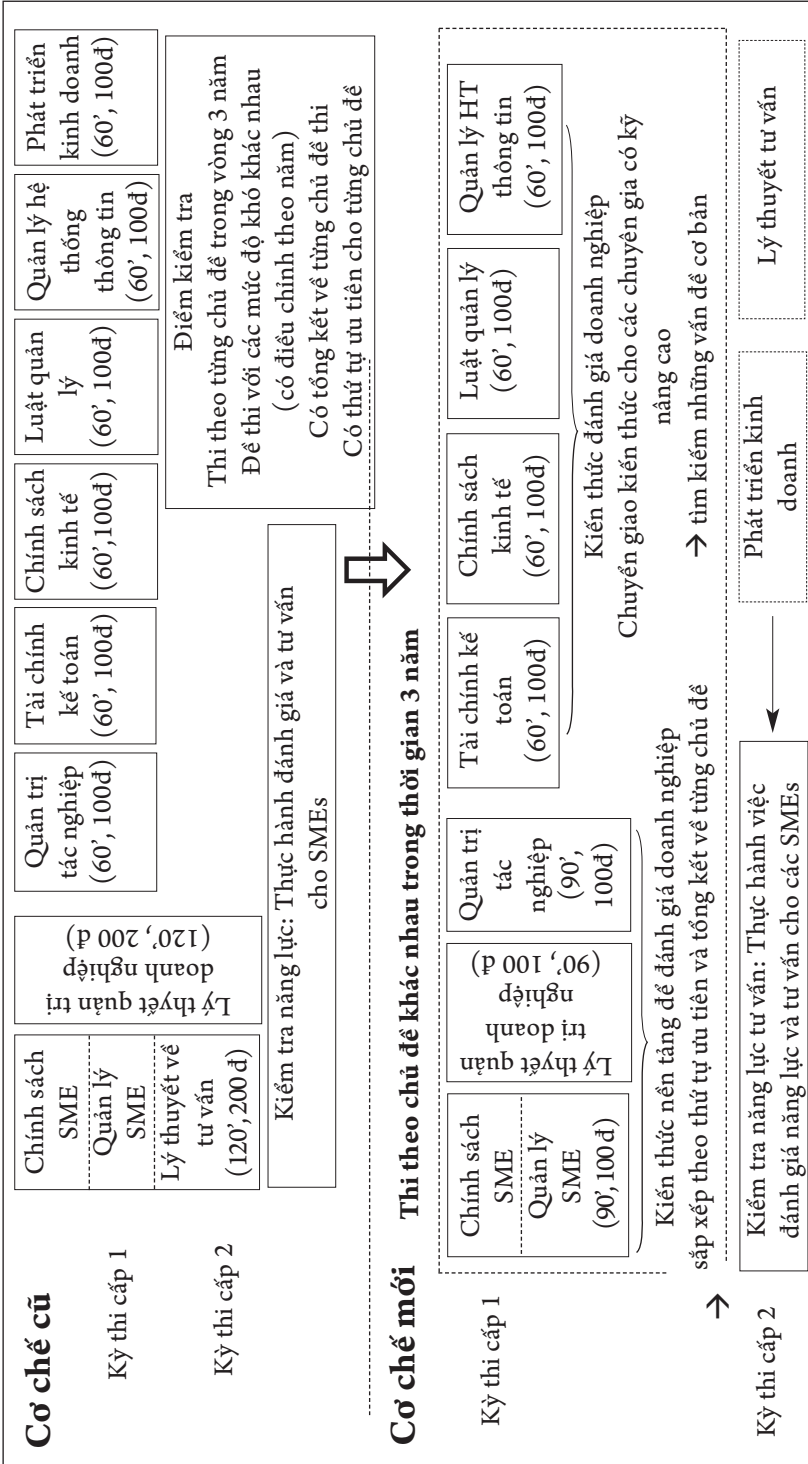 Cơ chế cũ
Kỳ thi cấp 1
Chính sách
SME
Quản lý
SME
Lý thuyết về
tư vấn
(120’, 200 đ)
Lý thyết quản trị
doanh nghiệp
(120’, 200 đ)
Quản trị
tác nghiệp
(60’, 100đ)
Tài chính
kế toán
(60’, 100đ)
Chính sách
kinh tế
(60’,100đ)
Luật quản
lý
(60’, 100đ)
Quản lý hệ
thống
thông tin
(60’, 100đ)
Phát triển
kinh doanh
(60’, 100đ)
Kỳ thi cấp 2
Kiểm tra năng lực: Thực hành đánh giá và tư vấn
cho SMEs
Điểm kiểm tra
Thi theo từng chủ đề trong vòng 3 năm
Đề thi với các mức độ khó khác nhau
(có điều chỉnh theo năm)
Có tổng kết về từng chủ đề thi
Có thứ tự ưu tiên cho từng chủ đề
Cơ chế mới
Thi theo chủ đề khác nhau trong thời gian 3 năm
Kỳ thi cấp 1
Chính sách
SME
Quản lý
SME
(90’, 100đ)
Lý thyết quản
trị doanh
nghiệp
(90’, 100 đ)
Quản trị
tác
nghiệp
(90’,
100đ)
Tài chính kế
toán
(60’, 100đ)
Chính sách
kinh tế
(60’, 100đ)
Luật quản lý
(60’, 100đ)
Quản lý HT
thông tin
(60’, 100đ)
Kiến thức nền tảng để đánh giá doanh nghiệp
sắp xếp theo thứ tự ưu tiên và tổng kết về từng chủ đề
Kiến thức đánh giá doanh nghiệp
Chuyển giao kiến thức cho các chuyên gia có kỹ
nâng cao
→ tìm kiếm những vấn đề cơ bản
→
Kỳ thi cấp 2
Kiểm tra năng lực tư vấn: Thực hành việc
đánh giá năng lực và tư vấn cho các SMEs
Phát triển kinh
doanh
Lý thuyết tư vấn